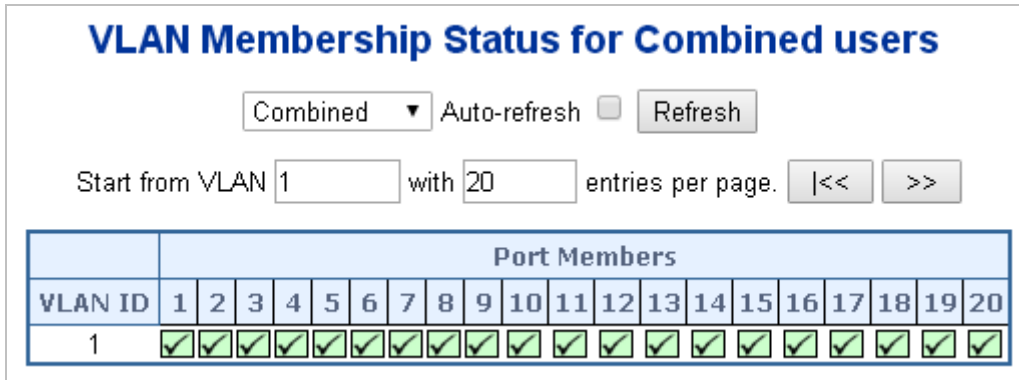 VLAN Membership Status for Combined users
Combined Auto-refresh Refresh
Start from VLAN 1 with 20 entries per page. |<< >>
Port Members
VLAN ID 1 2 3 4 5 6 7 8 9 10 11 12 13 14 15 16 17 18 19 20
1